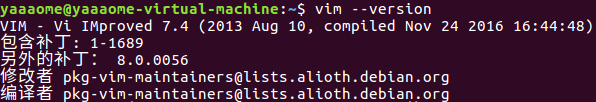 yaaaome@yaaaome-virtual-machine:~$ vim --version
VIM - Vi IMproved 7.4 (2013 Aug 10, compiled Nov 24 2016 16:44:48)
包含补丁: 1-1689
另外的补丁： 8.0.0056
修改者 pkg-vim-maintainers@lists.alioth.debian.org
编译者 pkg-vim-maintainers@lists.alioth.debian.org